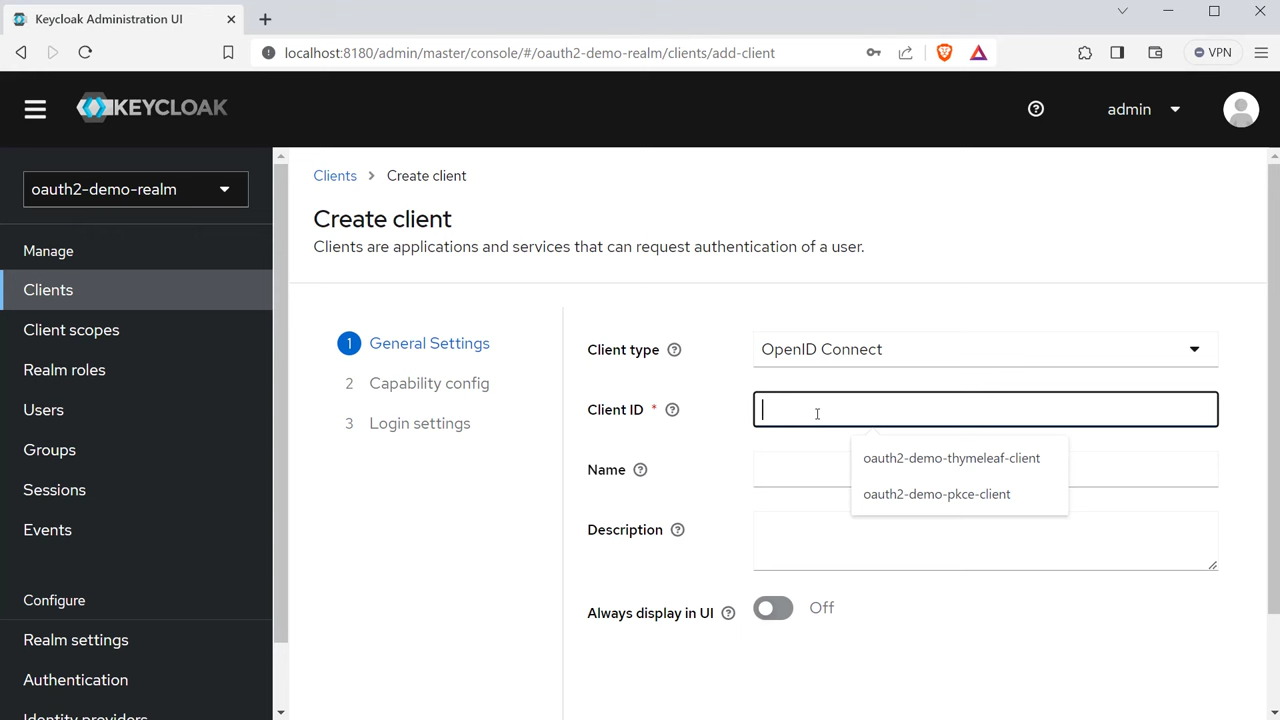 Keycloak Administration UI
localhost:8180/admin/master/console/#/oauth2-demo-realm/clients/add-client
VPN
KEYCLOAK
admin
oauth2-demo-realm
Manage
Clients
Client scopes
Realm roles
Users
Groups
Sessions
Events
Configure
Realm settings
Authentication
Identity providers
Clients
Create client
Create client
Clients are applications and services that can request authentication of a user.
1 General Settings
2 Capability config
3 Login settings
Client type
OpenID Connect
Client ID *
oauth2-demo-thymeleaf-client
oauth2-demo-pkce-client
Name
Description
Always display in UI
Off